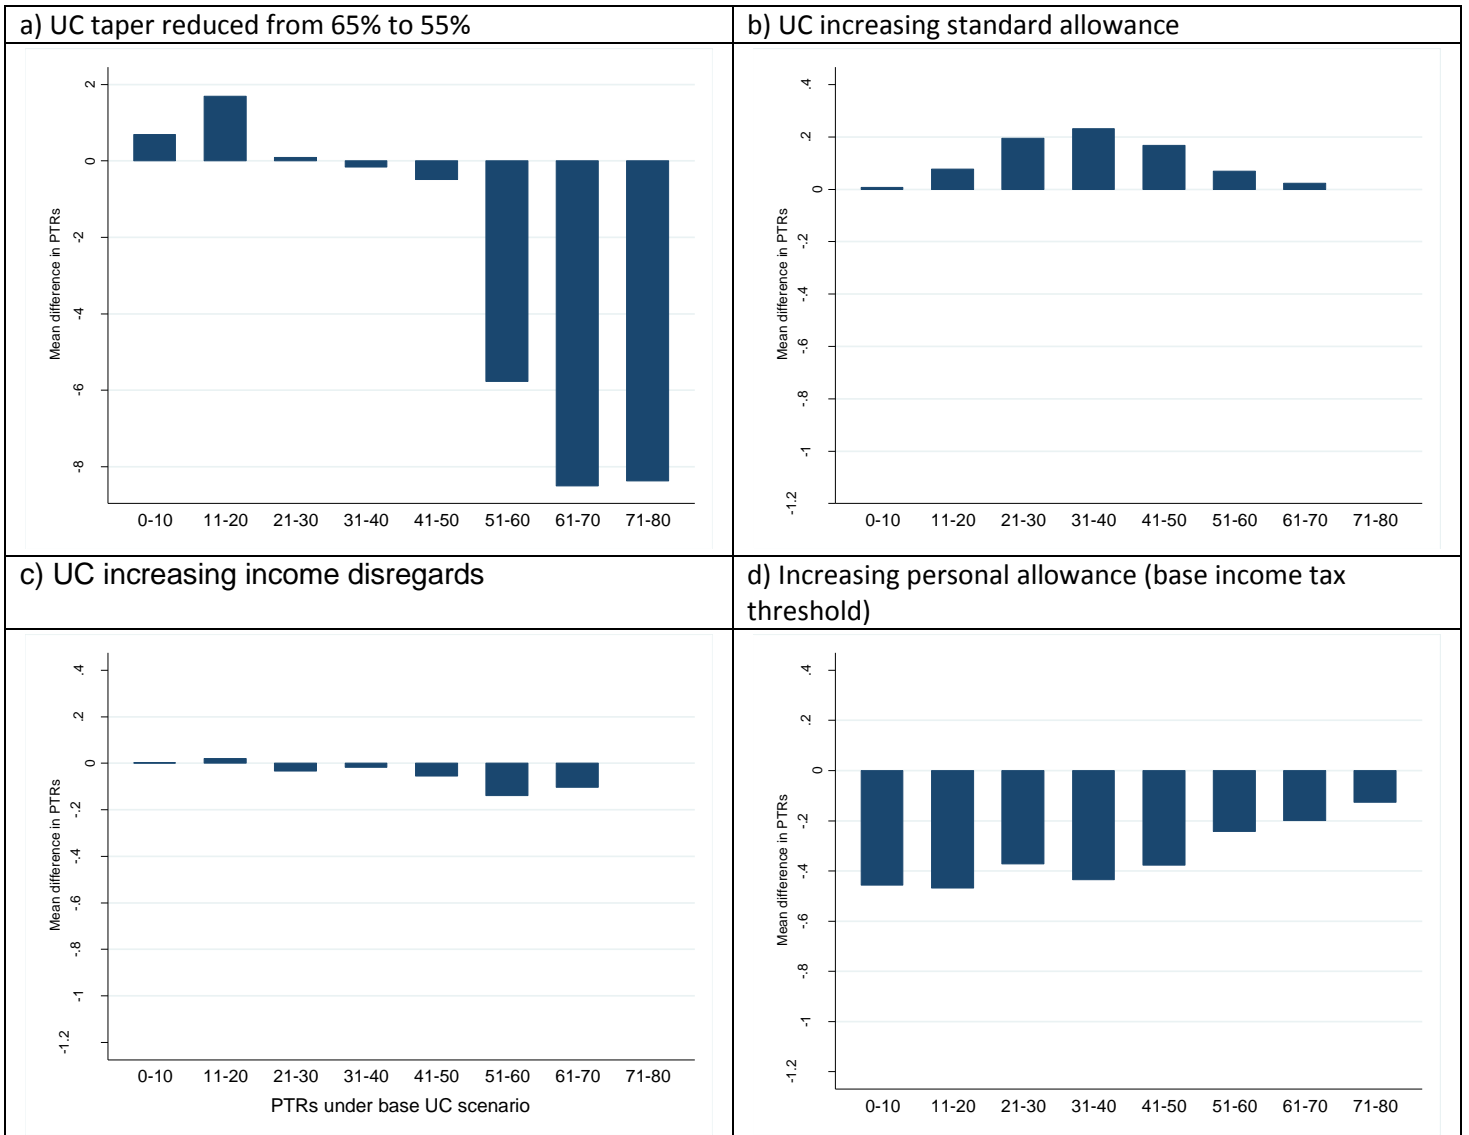 a) UC taper reduced from 65% to 55%
b) UC increasing standard allowance
Mean difference in PTRs
2
0
-2
-4
-6
-8
0-10 11-20 21-30 31-40 41-50 51-60 61-70 71-80
Mean difference in PTRs
.4
.2
0
-.2
-.4
-.6
-.8
-1
-1.2
0-10 11-20 21-30 31-40 41-50 51-60 61-70 71-80
c) UC increasing income disregards
d) Increasing personal allowance (base income tax
threshold)
Mean difference in PTRs
.4
.2
0
-.2
-.4
-.6
-.8
-1
-1.2
0-10 11-20 21-30 31-40 41-50 51-60 61-70 71-80
PTRs under base UC scenario
Mean difference in PTRs
.4
.2
0
-.2
-.4
-.6
-.8
-1
-1.2
0-10 11-20 21-30 31-40 41-50 51-60 61-70 71-80